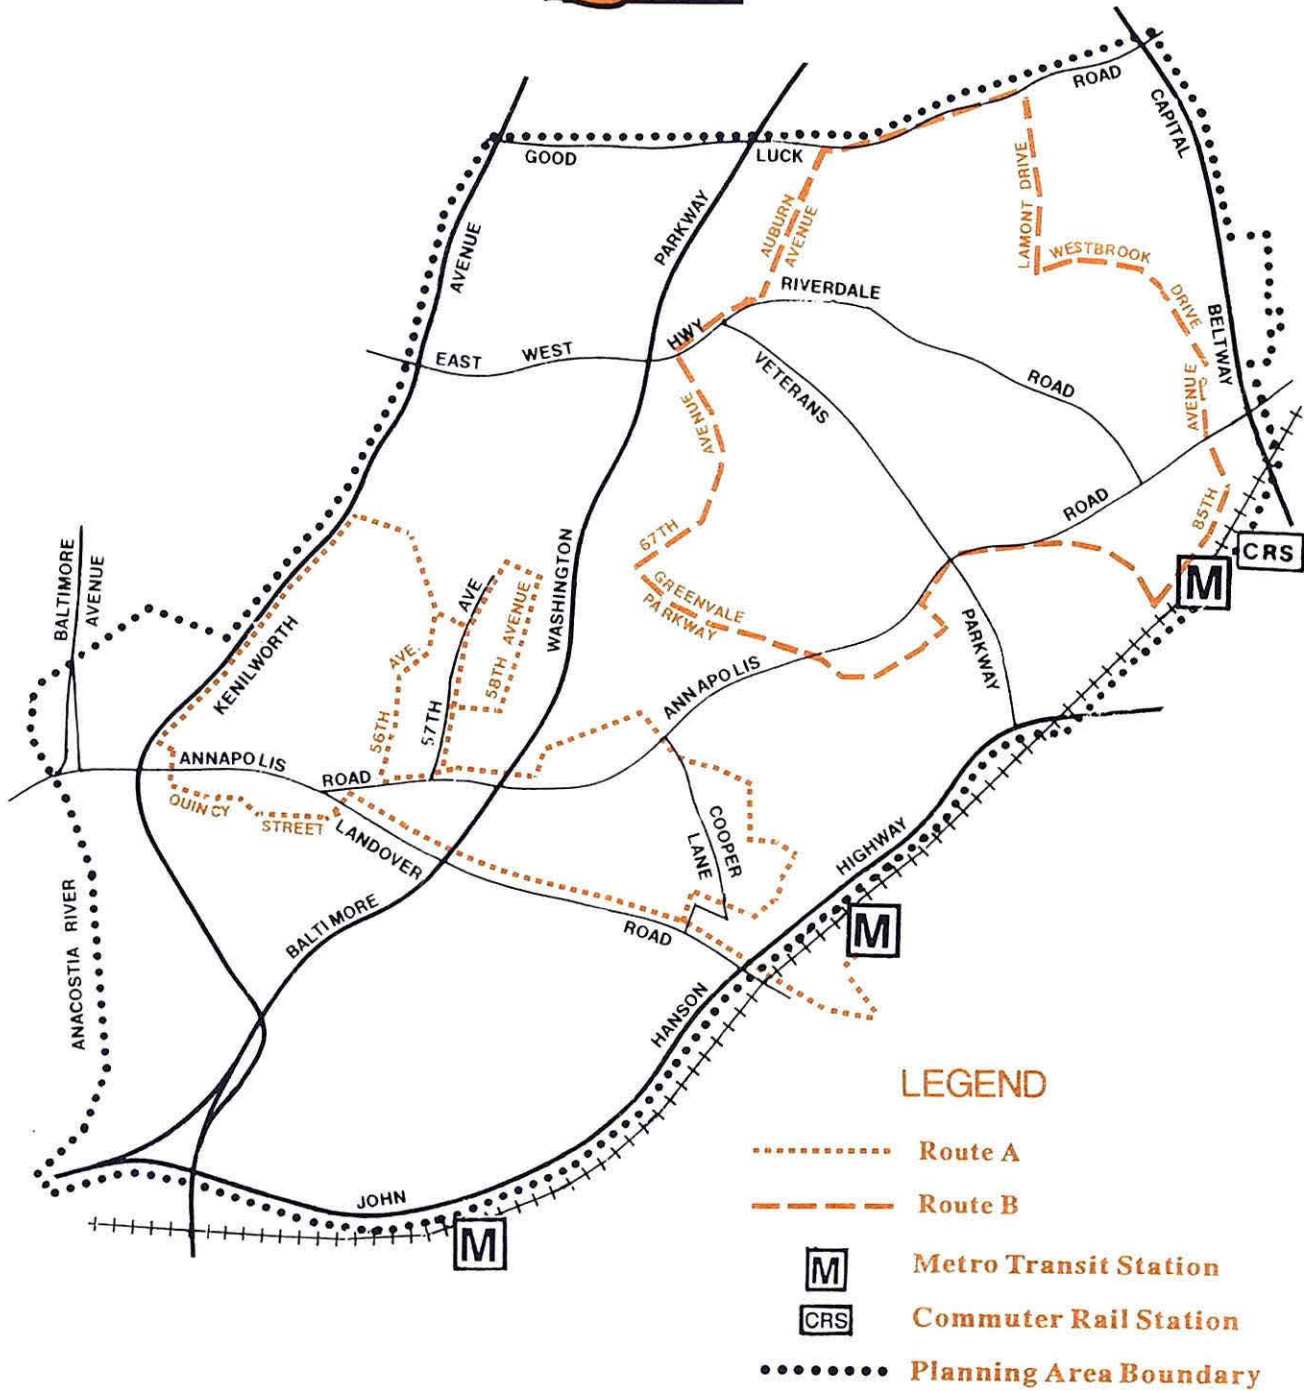 ROAD
CAPITAL
GOOD
LUCK
AVENUE
PARKWAY
AUBURN
AVENUE
LAMONT DRIVE
WESTBROOK
DRIVE
RIVERDALE
BELTWAY
EAST
WEST
HWY
VETERANS
ROAD
AVENUE
AVENUE
ROAD
85TH
BALTIMORE
AVENUE
WASHINGTON
67TH
CRS
M
GREENVALE
PARKWAY
KENILWORTH
AVE
58TH AVENUE
AVE.
PARKWAY
ANNAPOLIS
56TH
57TH
ANNAPOLIS
ROAD
QUINCY
STREET
LANDOVER
COOPER
LANE
HIGHWAY
ANACOSTIA RIVER
BALTIMORE
ROAD
M
HANSON
JOHN
M
LEGEND
Route A
Route B
M Metro Transit Station
CRS Commuter Rail Station
Planning Area Boundary